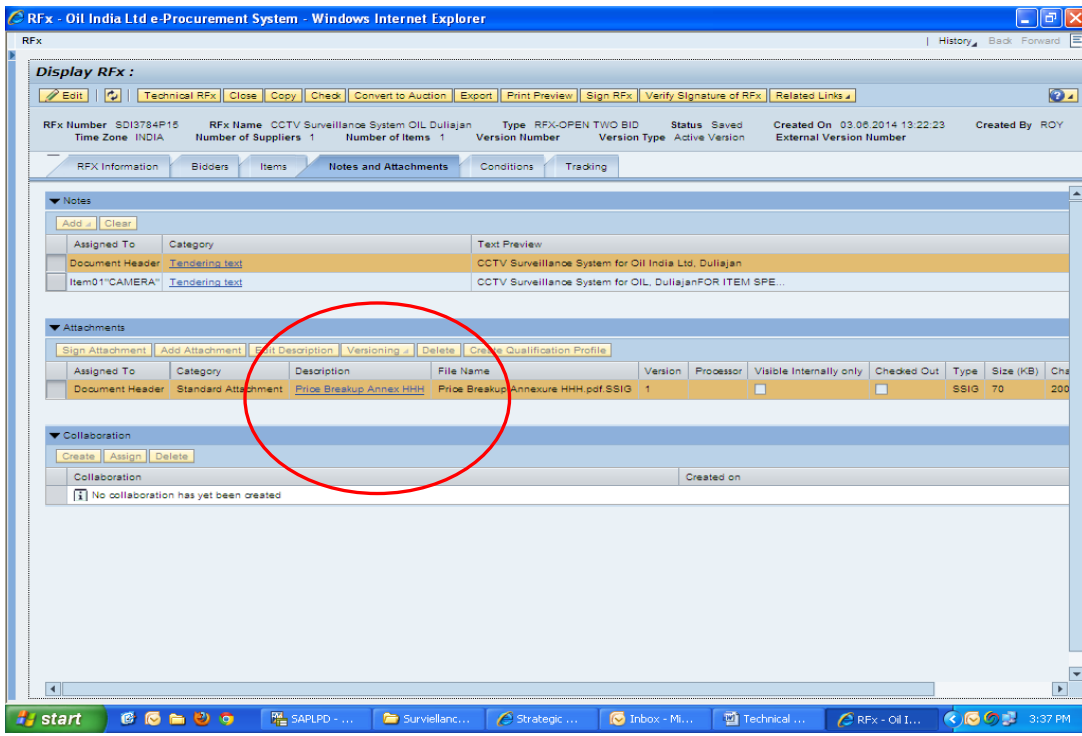 RFx - Oil India Ltd e-Procurement System - Windows Internet Explorer
RFx | History Back Forward
Display RFx :
Edit | | Technical RFx Close Copy Check Convert to Auction Export Print Preview Sign RFx Verify Signature of RFx Related Links
RFx Number SDI3784P15 RFx Name CCTV Surveillance System OIL Duliajan Type RFX-OPEN TWO BID Status Saved Created On 03.06.2014 13:22:23 Created By ROY
Time Zone INDIA Number of Suppliers 1 Number of Items 1 Version Number Version Type Active Version External Version Number
RFX Information Bidders Items Notes and Attachments Conditions Tracking
Notes
Add Clear
Assigned To Category Text Preview
Document Header Tendering text CCTV Surveillance System for Oil India Ltd, Duliajan
Item01"CAMERA" Tendering text CCTV Surveillance System for OIL, DuliajanFOR ITEM SPE...
Attachments
Sign Attachment Add Attachment Edit Description Versioning Delete Create Qualification Profile
Assigned To Category Description File Name Version Processor Visible Internally only Checked Out Type Size (KB) Cha
Document Header Standard Attachment Price Breakup Annex HHH Price Breakup Annexure HHH.pdf.SSIG 1 SSIG 70 200
Collaboration
Create Assign Delete
Collaboration Created on
No collaboration has yet been created
start SAPLPD - ... Surviellanc... Strategic ... Inbox - Mi... Technical ... RFx - Oil I... 3:37 PM